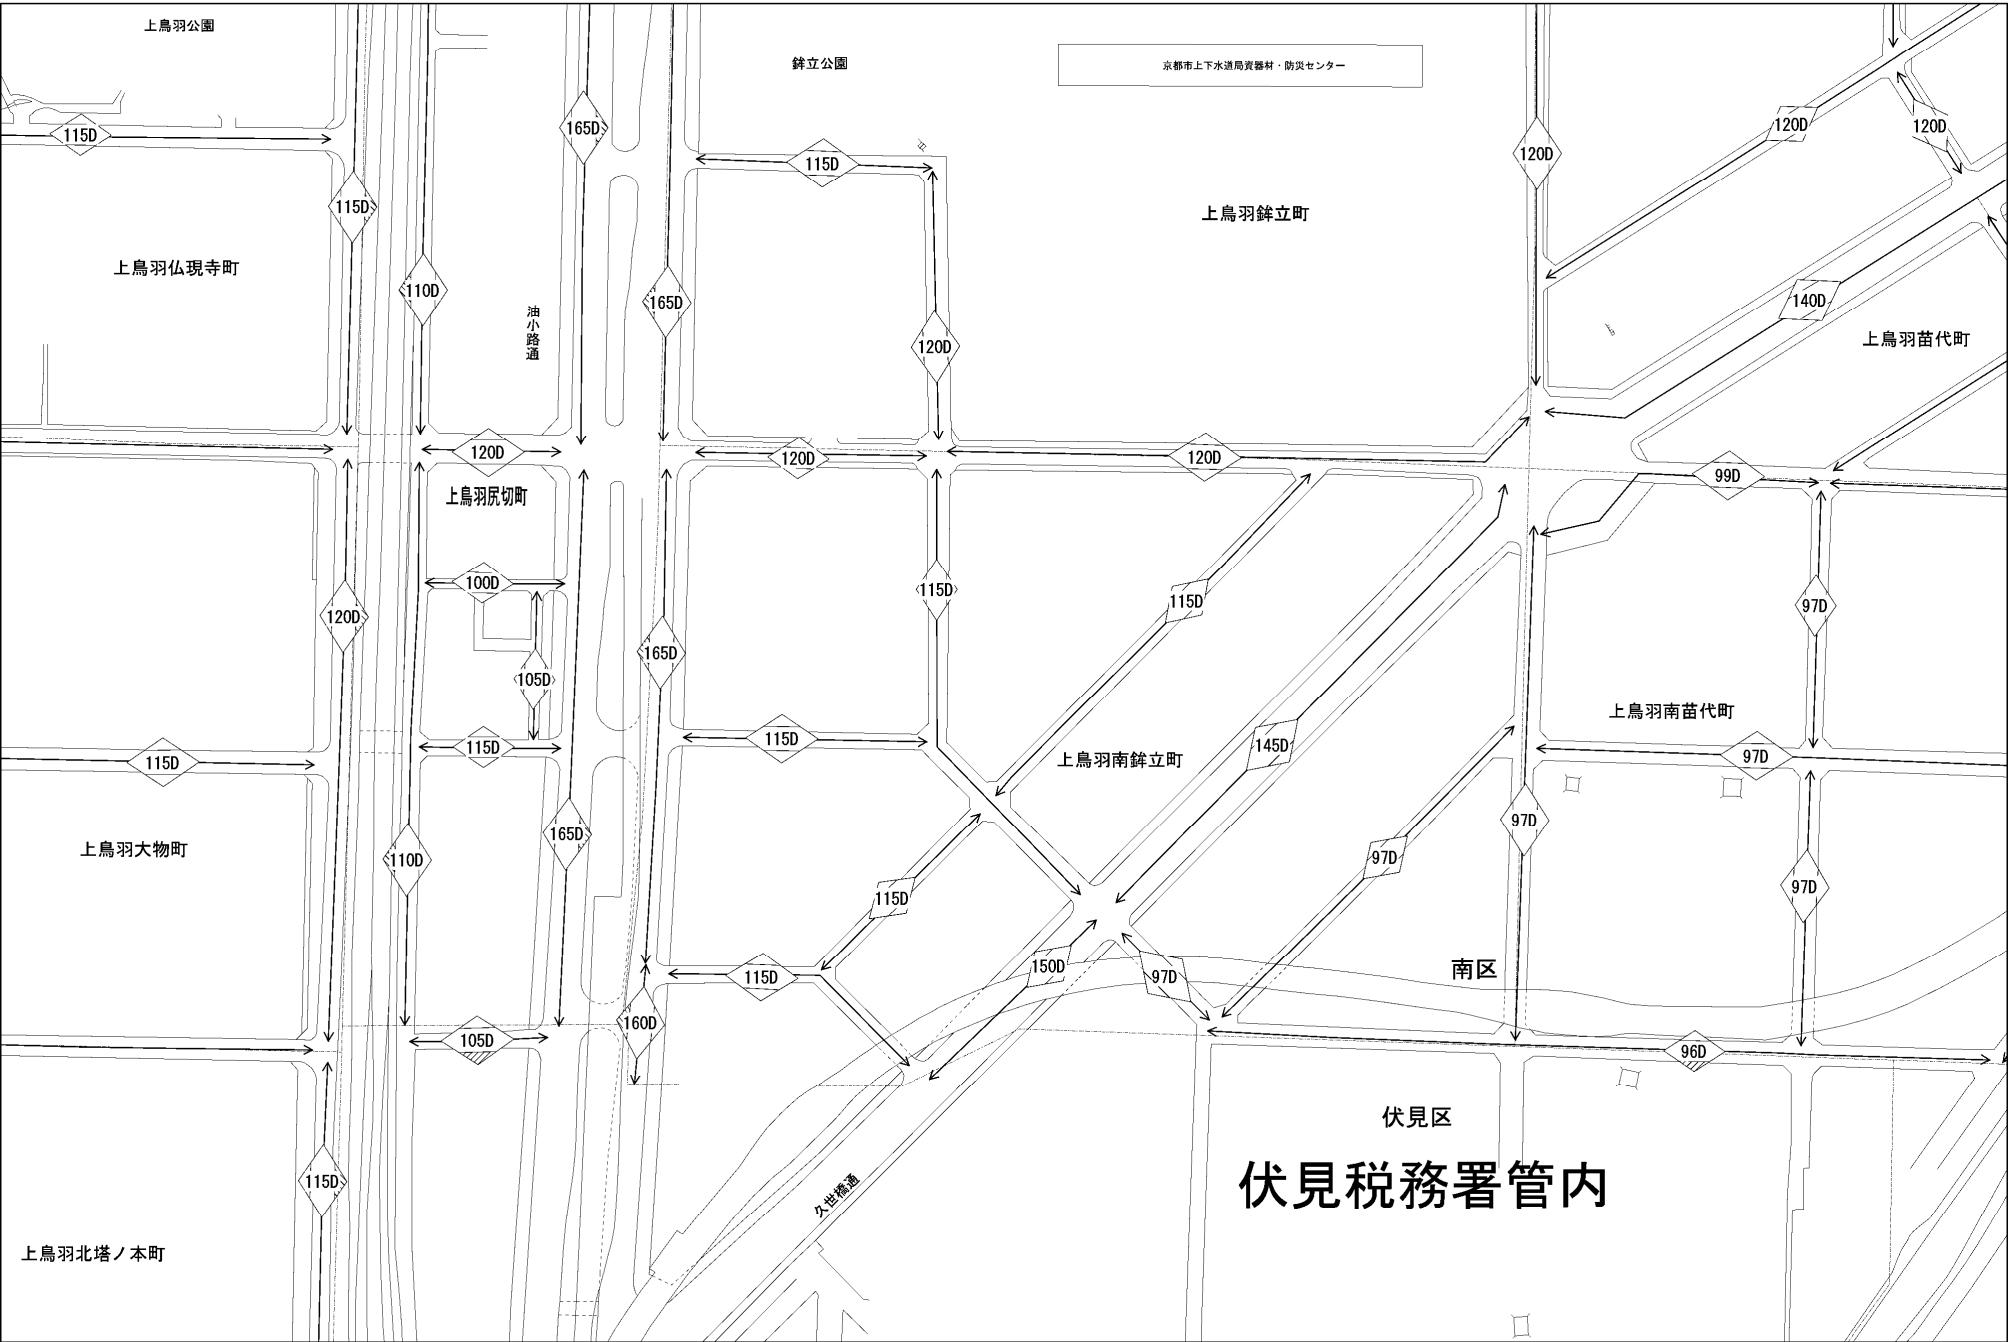 上鳥羽公園
鉾立公園
京都市上下水道局資器材・防災センター
165D
120D
120D
115D
120D
120D
115D
115D
上鳥羽鉾立町
上鳥羽仏現寺町
110D
165D
140D
油小路通
上鳥羽苗代町
120D
120D
120D
120D
99D
上鳥羽尻切町
100D
115D
115D
97D
120D
165D
105D
上鳥羽南苗代町
115D
115D
115D
上鳥羽南鉾立町
145D
97D
165D
97D
上鳥羽大物町
110D
97D
97D
115D
115D
150D
97D
南区
160D
105D
96D
伏見区
115D
久世橋通
伏見税務署管内
上鳥羽北塔ノ本町